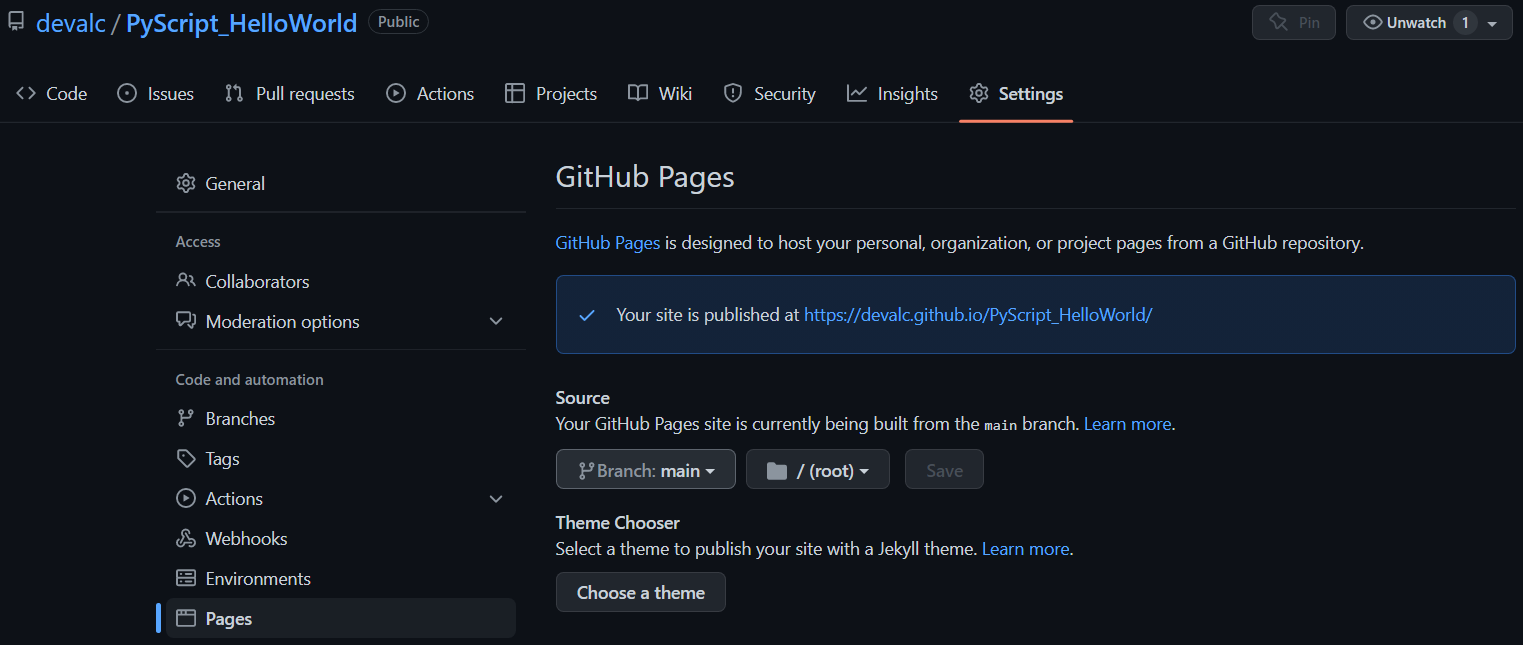 devalc / PyScript_HelloWorld Public
Pin
Unwatch 1
Code
Issues
Pull requests
Actions
Projects
Wiki
Security
Insights
Settings
General
Access
Collaborators
Moderation options
Code and automation
Branches
Tags
Actions
Webhooks
Environments
Pages
GitHub Pages
GitHub Pages is designed to host your personal, organization, or project pages from a GitHub repository.
Your site is published at https://devalc.github.io/PyScript_HelloWorld/
Source
Your GitHub Pages site is currently being built from the main branch. Learn more.
Branch: main
/ (root)
Save
Theme Chooser
Select a theme to publish your site with a Jekyll theme. Learn more.
Choose a theme